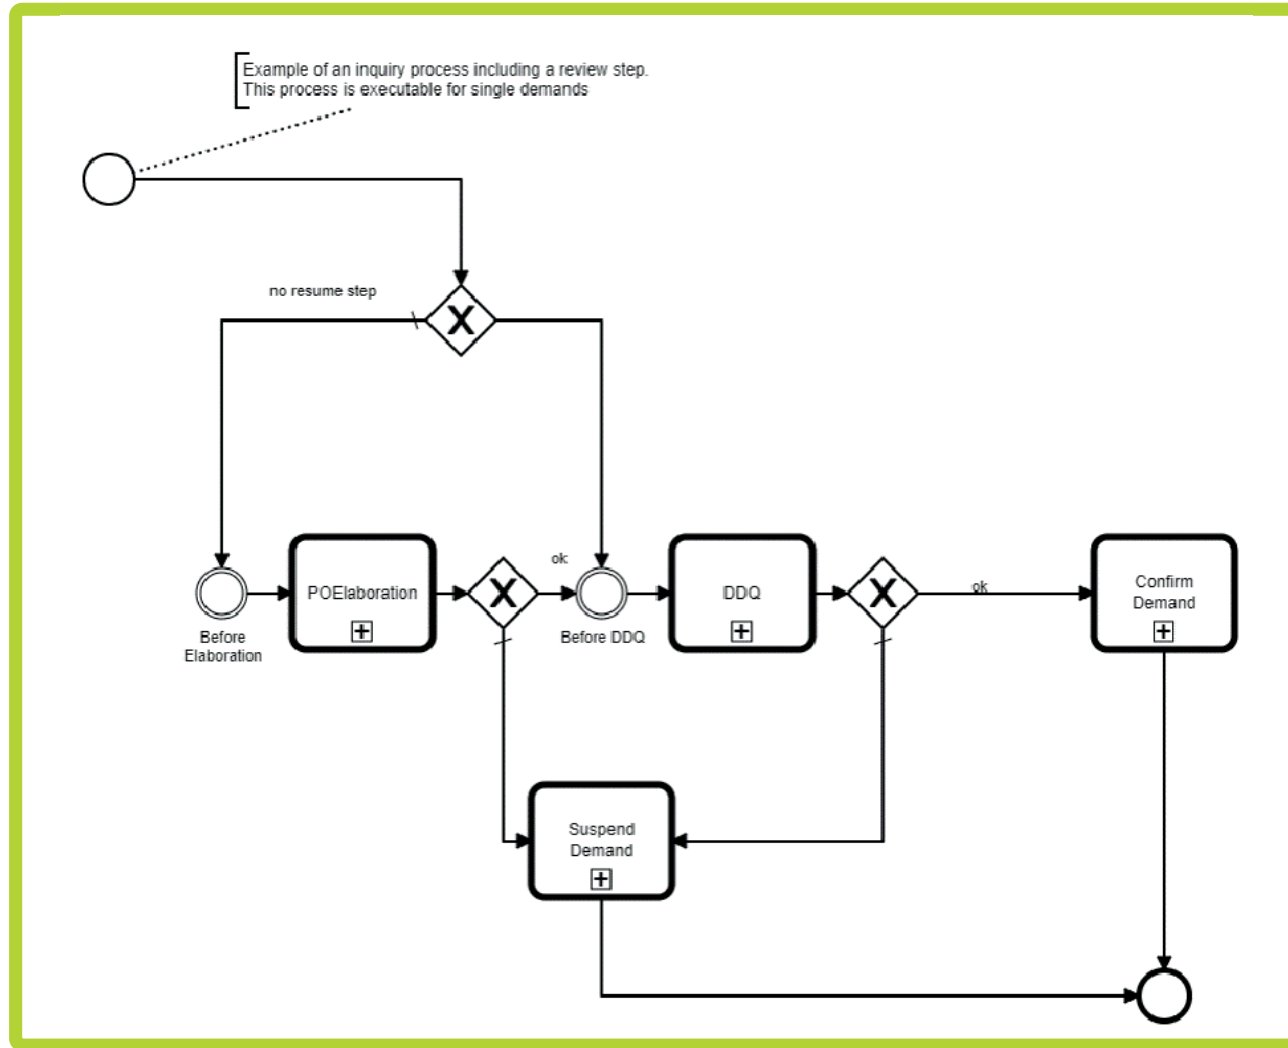 Example of an inquiry process including a review step.
This process is executable for single demands
no resume step
ok
POElaboration
DDQ
ok
Confirm
Demand
Before
Elaboration
Before DDQ
Suspend
Demand